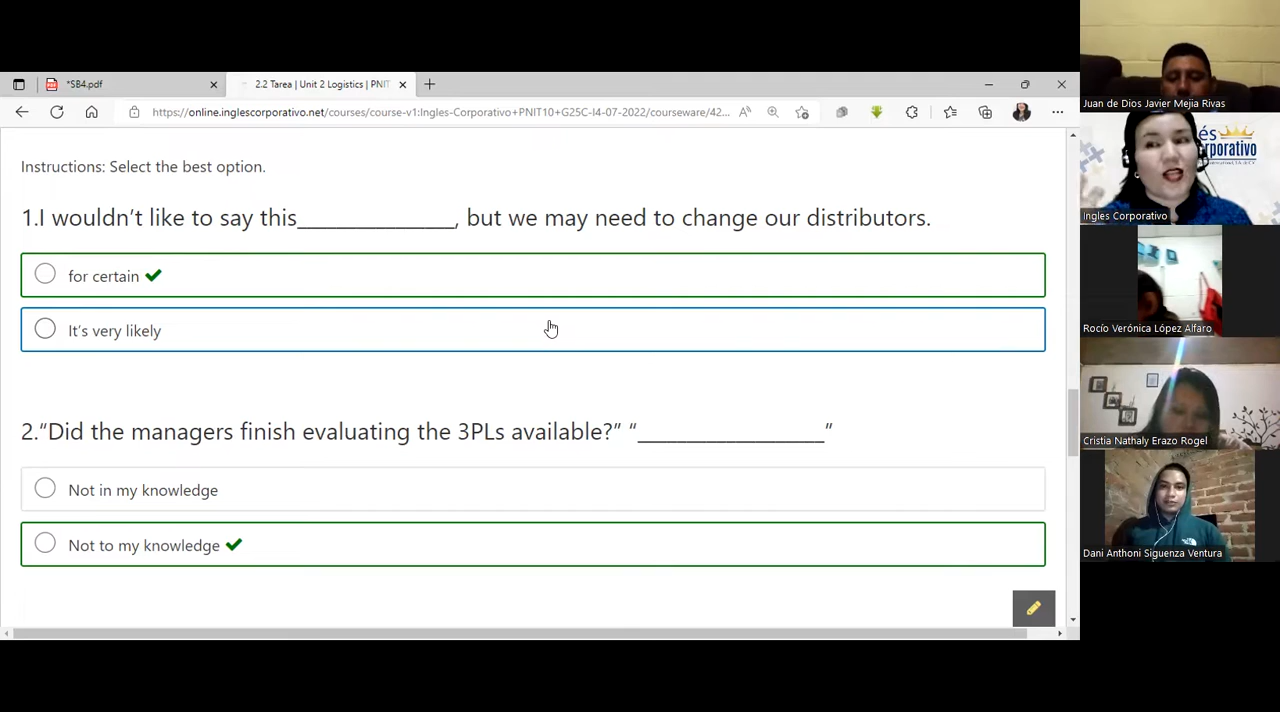 *SB4.pdf
2.2 Tarea | Unit 2 Logistics | PNIT
https://online.inglescorporativo.net/courses/course-v1:Ingles-Corporativo+PNIT10+G25C-I4-07-2022/courseware/42...
Instructions: Select the best option.
1.I wouldn’t like to say this________________, but we may need to change our distributors.
for certain
It’s very likely
2.“Did the managers finish evaluating the 3PLs available?” “___________________”
Not in my knowledge
Not to my knowledge
Juan de Dios Javier Mejia Rivas
és
rporativo
Ingles Corporativo
Rocío Verónica López Alfaro
Cristia Nathaly Erazo Rogel
Dani Anthoni Siguenza Ventura